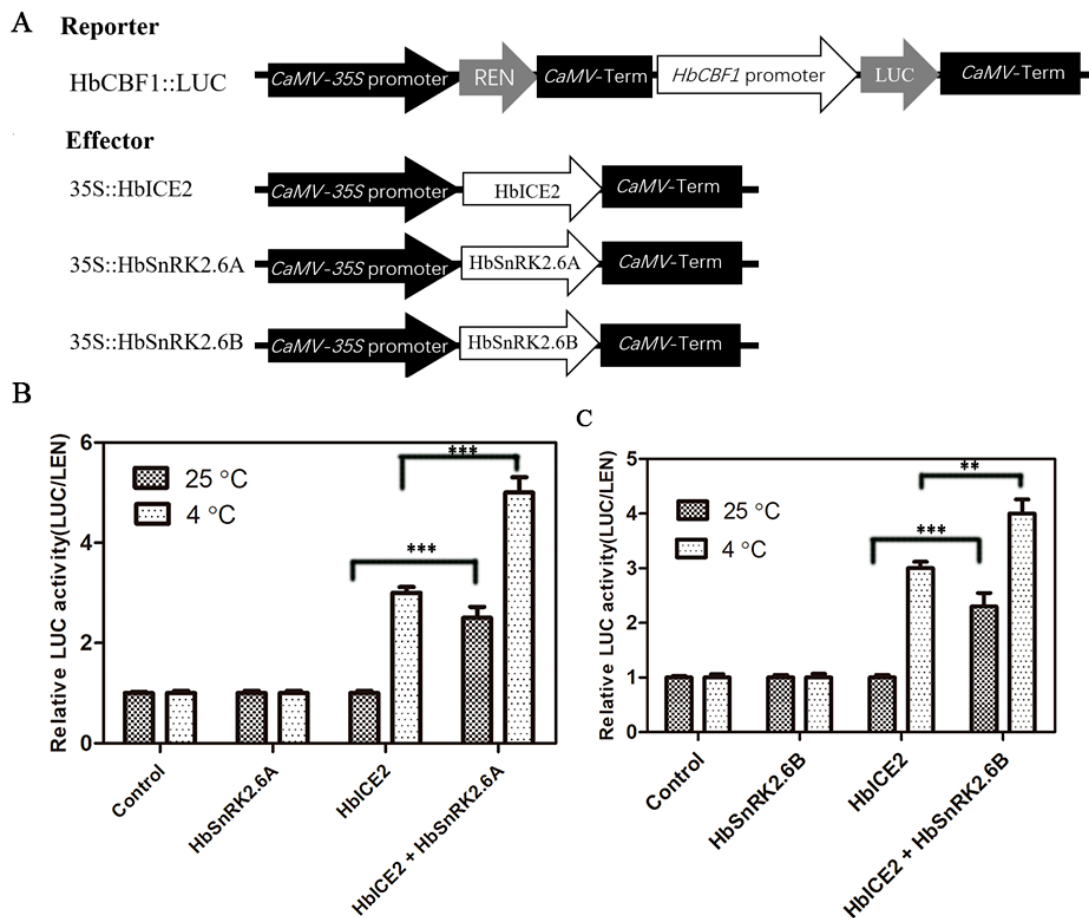 A Reporter
HbCBF1::LUC CaMV-35S promoter REN CaMV-Term HbCBF1 promoter LUC CaMV-Term
Effector
35S::HbICE2 CaMV-35S promoter HbICE2 CaMV-Term
35S::HbSnRK2.6A CaMV-35S promoter HbSnRK2.6A CaMV-Term
35S::HbSnRK2.6B CaMV-35S promoter HbSnRK2.6B CaMV-Term
B
Relative LUC activity(LUC/LEN)
6
4
2
0
25 °C
4 °C
***
***
Control
HbSnRK2.6A
HbICE2
HbICE2 + HbSnRK2.6A
C
Relative LUC activity(LUC/LEN)
5
4
3
2
1
0
25 °C
4 °C
**
***
Control
HbSnRK2.6B
HbICE2
HbICE2 + HbSnRK2.6B